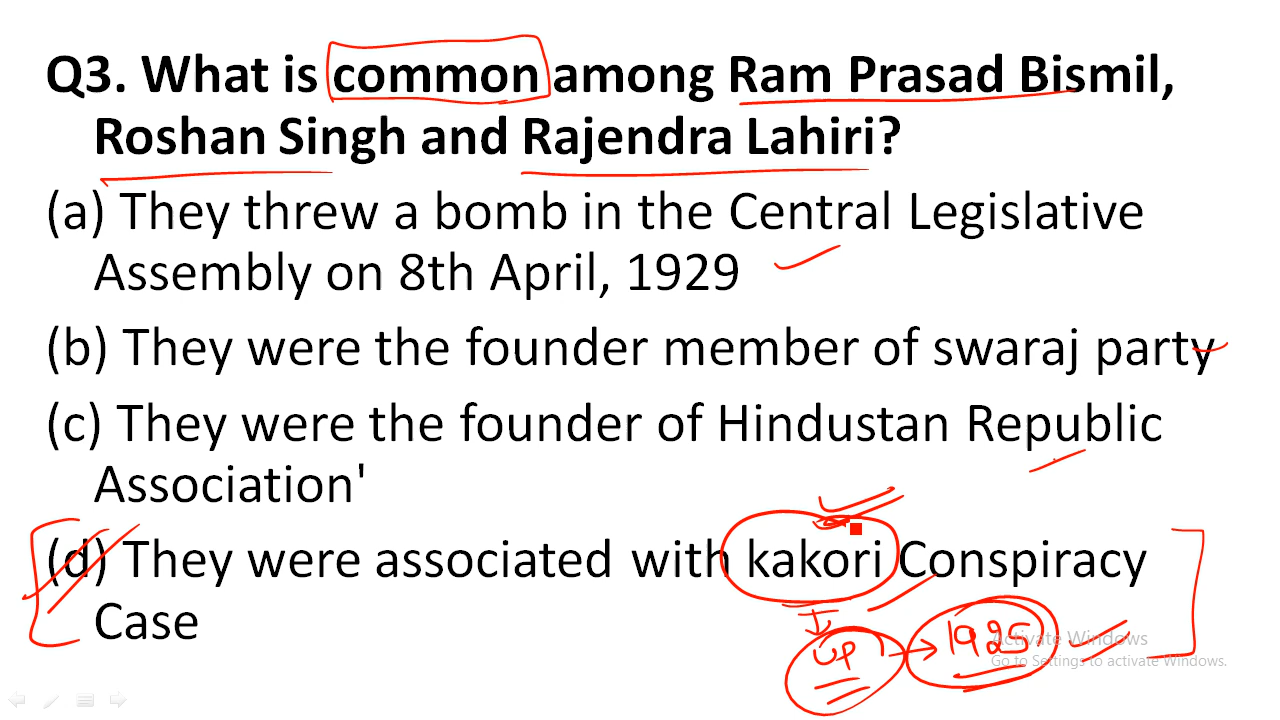 Q3. What is common among Ram Prasad Bismil,
Roshan Singh and Rajendra Lahiri?
(a) They threw a bomb in the Central Legislative
Assembly on 8th April, 1929
(b) They were the founder member of swaraj party
(c) They were the founder of Hindustan Republic
Association'
(d) They were associated with kakori Conspiracy
Case
UP → 1925
Activate Windows
Go to Settings to activate Windows.